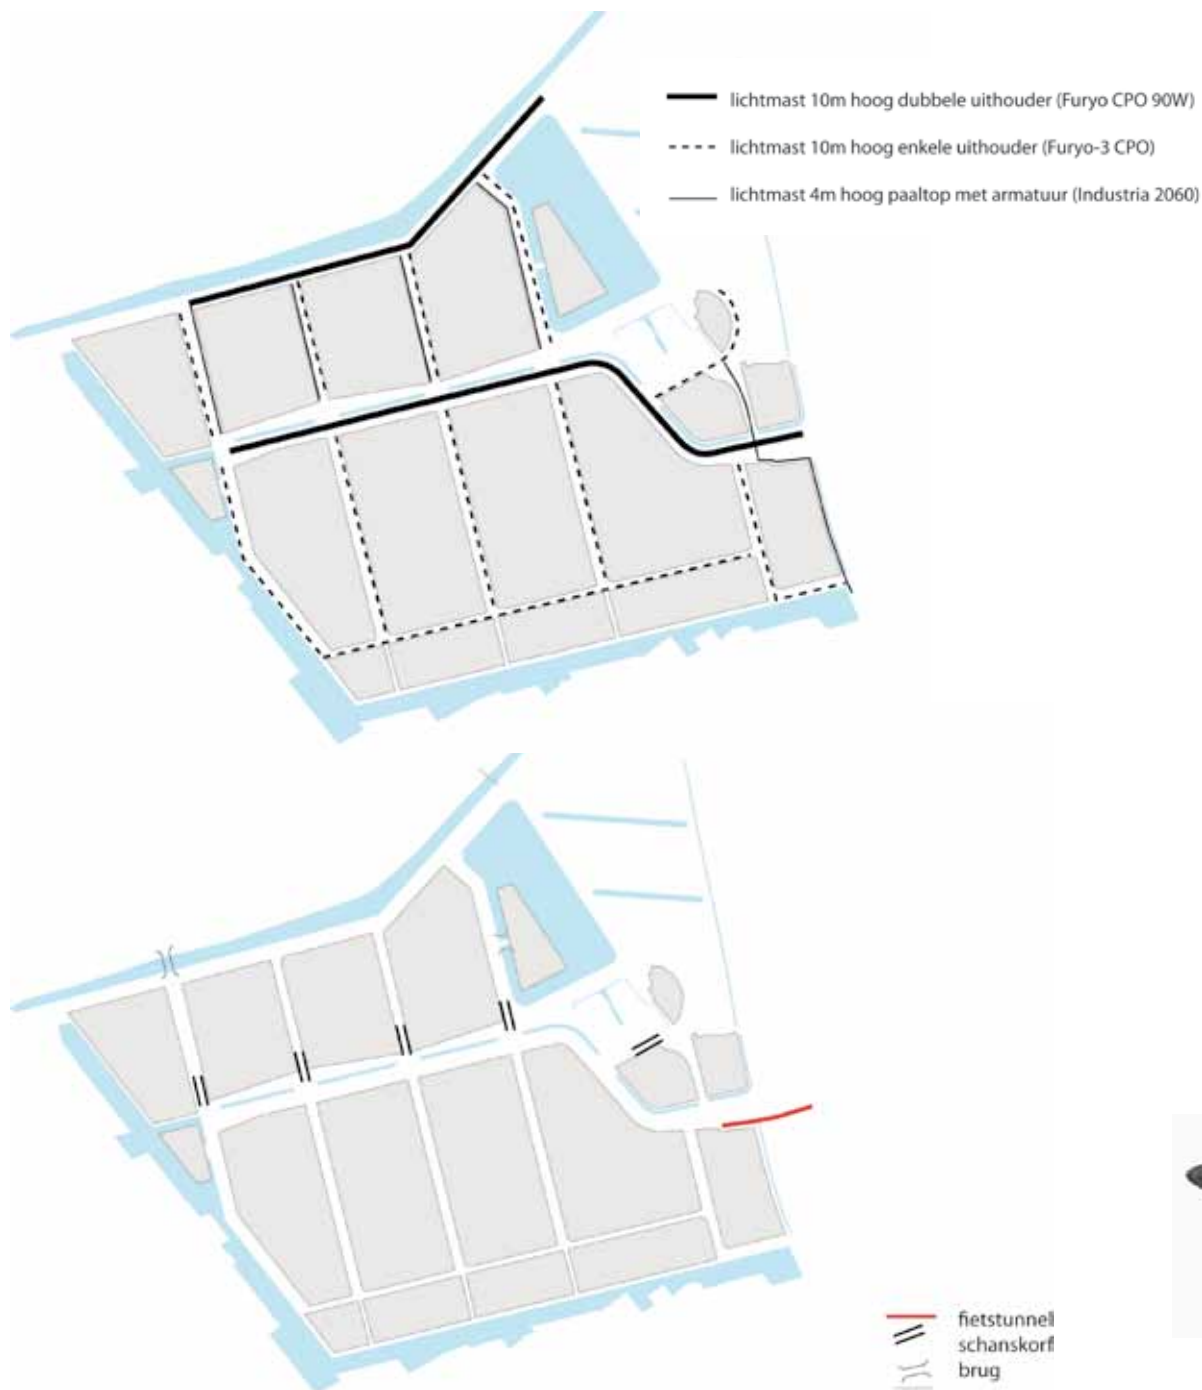 lichtmast 10m hoog dubbele uithouder (Furyo CPO 90W)
lichtmast 10m hoog enkele uithouder (Furyo-3 CPO)
lichtmast 4m hoog paaltop met armatuur (Industria 2060)
fietstunnel
schanskorf
brug